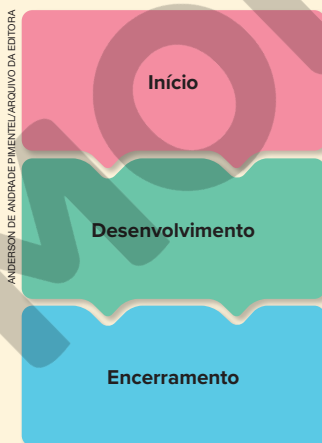 ANDERSON DE ANDRADE PIMENTEL/ARQUIVO DA EDITORA
Início
Desenvolvimento
Encerramento